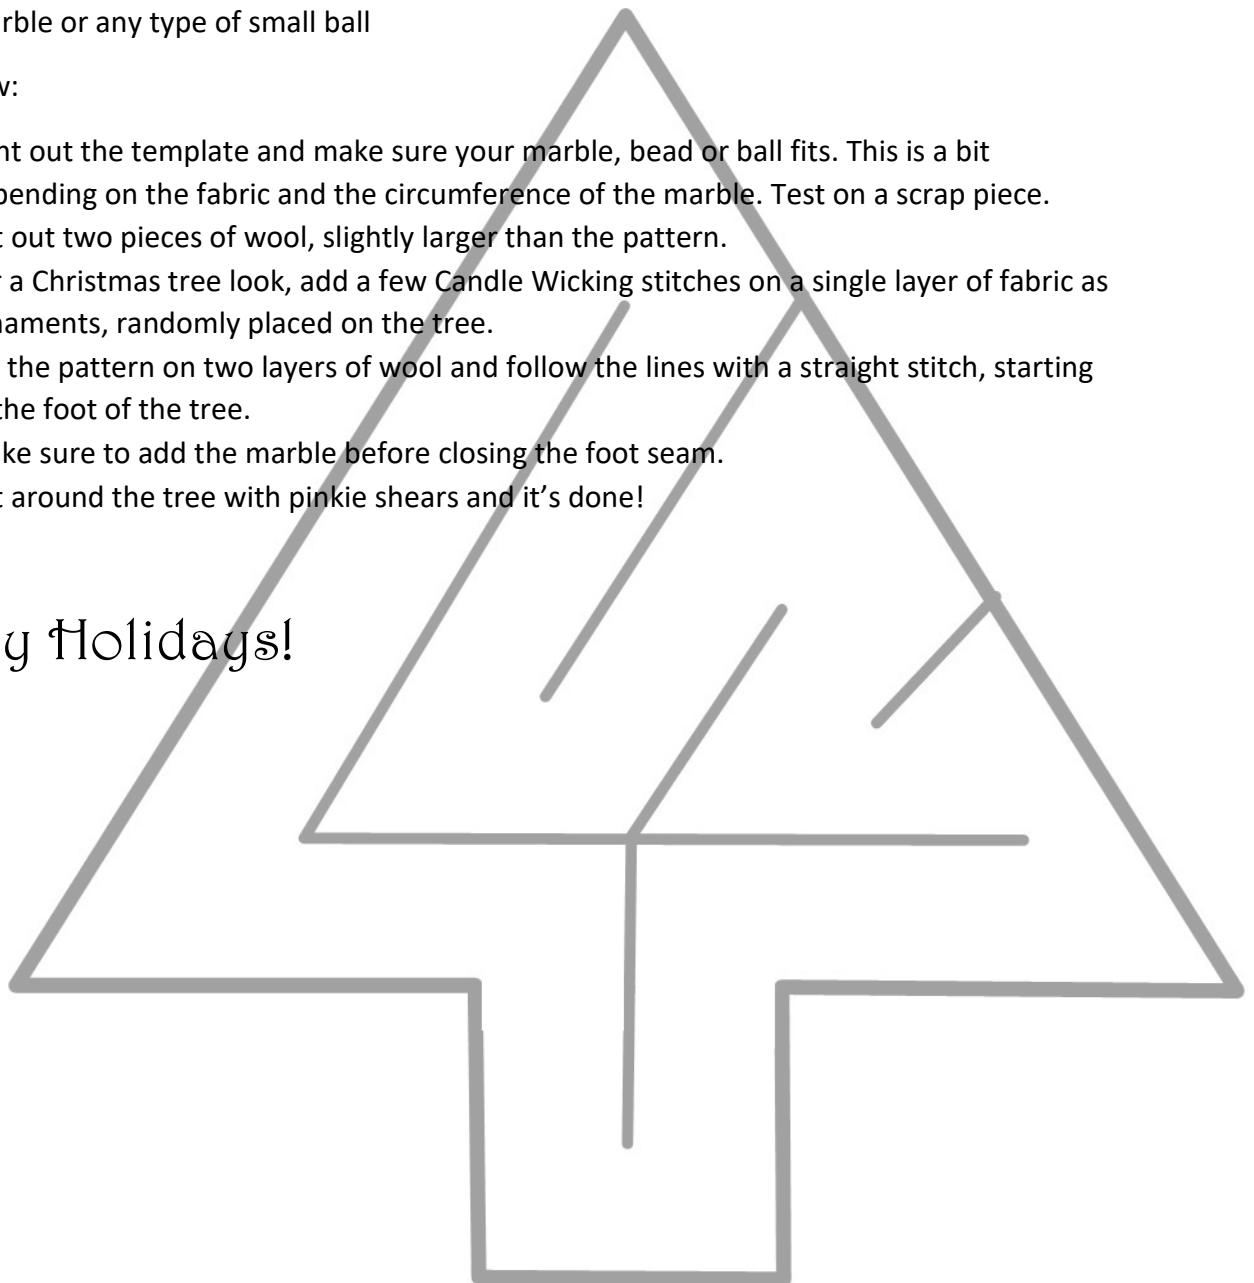 rble or any type of small ball
w:
nt out the template and make sure your marble, bead or ball fits. This is a bit
pending on the fabric and the circumference of the marble. Test on a scrap piece.
t out two pieces of wool, slightly larger than the pattern.
r a Christmas tree look, add a few Candle Wicking stitches on a single layer of fabric as
naments, randomly placed on the tree.
the pattern on two layers of wool and follow the lines with a straight stitch, starting
the foot of the tree.
ke sure to add the marble before closing the foot seam.
t around the tree with pinkie shears and it’s done!
y Holidays!